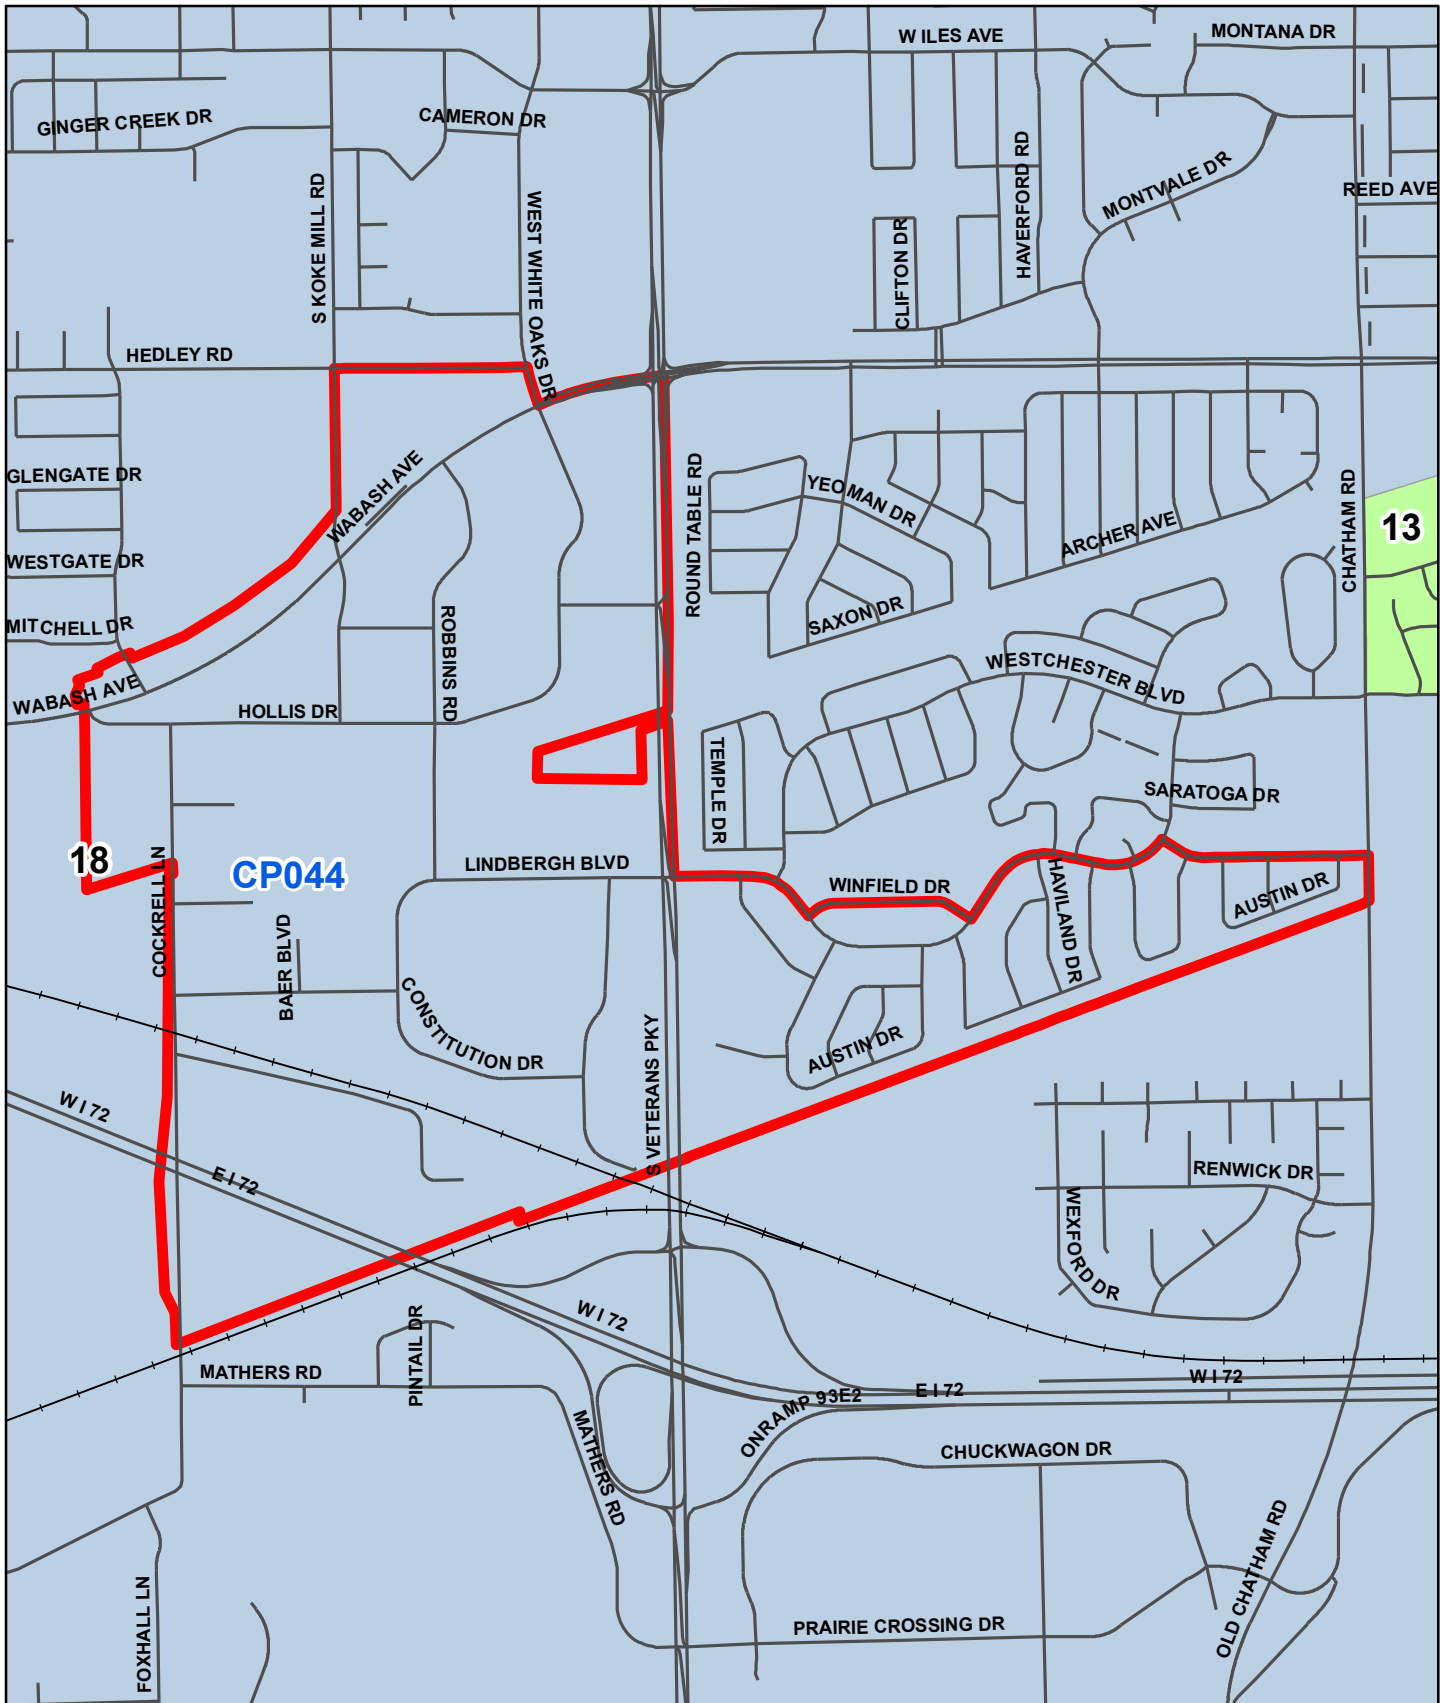 W ILES AVE
MONTANA DR
GINGER CREEK DR
CAMERON DR
S KOKE MILL RD
WEST WHITE OAKS DR
HAVERFORD RD
MONTVALE DR
REED AVE
CLIFTON DR
HEDLEY RD
GLENGATE DR
WABASH AVE
ROUND TABLE RD
YEOMAN DR
ARCHER AVE
CHATHAM RD
13
WESTGATE DR
MITCHELL DR
SAXON DR
ROBBINS RD
WESTCHESTER BLVD
WABASH AVE
HOLLIS DR
TEMPLE DR
SARATOGA DR
18
COCKRELL LN
CP044
LINDBERGH BLVD
WINFIELD DR
HAVILAND DR
AUSTIN DR
BAER BLVD
CONSTITUTION DR
S VETERANS PKY
AUSTIN DR
W I 72
E I 72
RENWICK DR
WEXFORD DR
W I 72
PINTAIL DR
MATHERS RD
W I 72
E I 72
ONRAMP 93E2
MATHERS RD
CHUCKWAGON DR
OLD CHATHAM RD
FOXHALL LN
PRAIRIE CROSSING DR